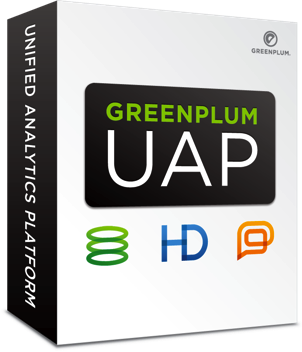 UNIFIED ANALYTICS PLATFORM
GREENPLUM.
GREENPLUM
UAP
HD